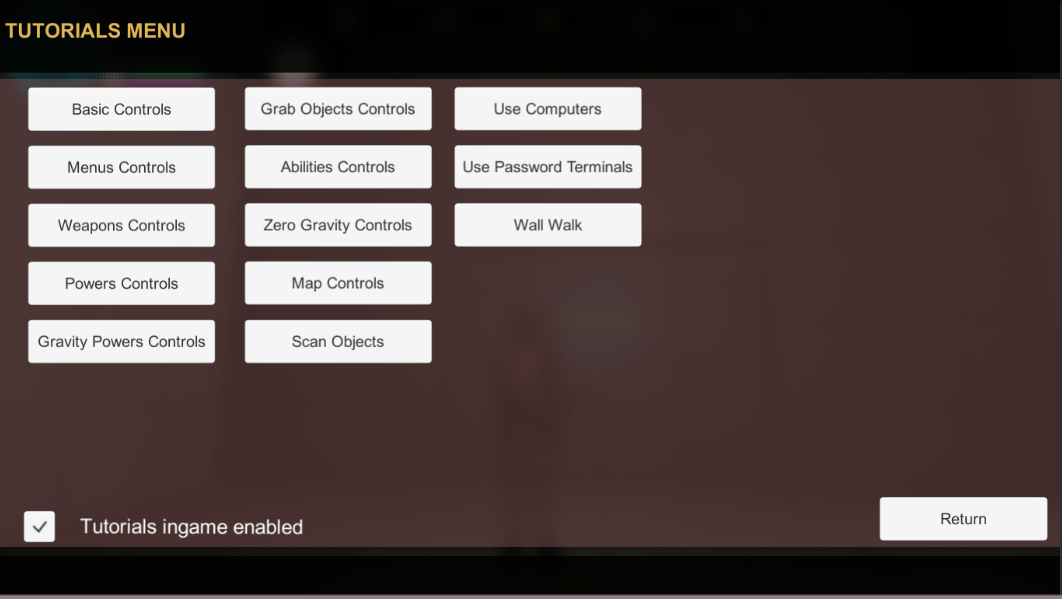 TUTORIALS MENU
Basic Controls
Grab Objects Controls
Use Computers
Menus Controls
Abilities Controls
Use Password Terminals
Weapons Controls
Zero Gravity Controls
Wall Walk
Powers Controls
Map Controls
Gravity Powers Controls
Scan Objects
Tutorials ingame enabled
Return